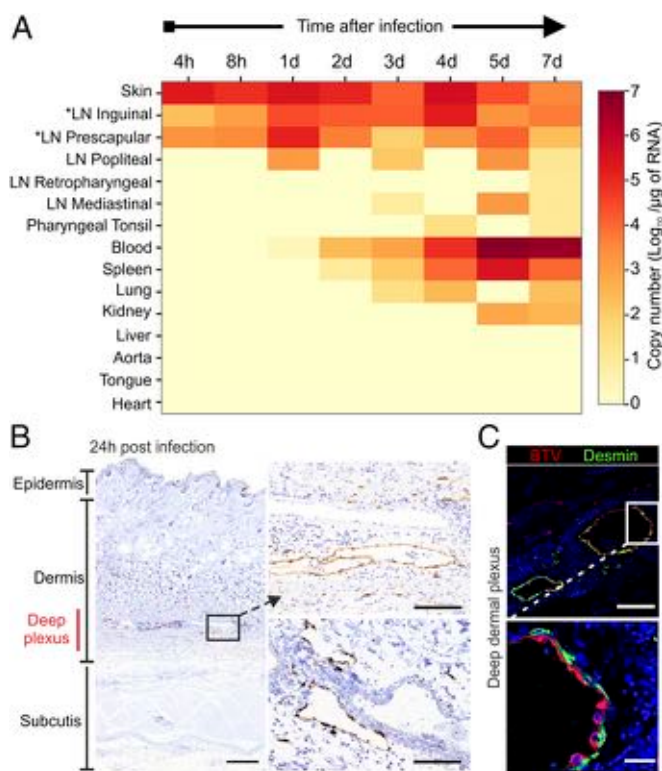 A
Time after infection
4h 8h 1d 2d 3d 4d 5d 7d
Skin
*LN Inguinal
*LN Prescapular
LN Popliteal
LN Retropharyngeal
LN Mediastinal
Pharyngeal Tonsil
Blood
Spleen
Lung
Kidney
Liver
Aorta
Tongue
Heart
7
6
5
4
3
2
1
0
Copy number (Log₁₀/µg of RNA)
B
24h post infection
Epidermis
Dermis
Deep
plexus
Subcutis
C
BTV Desmin
Deep dermal plexus